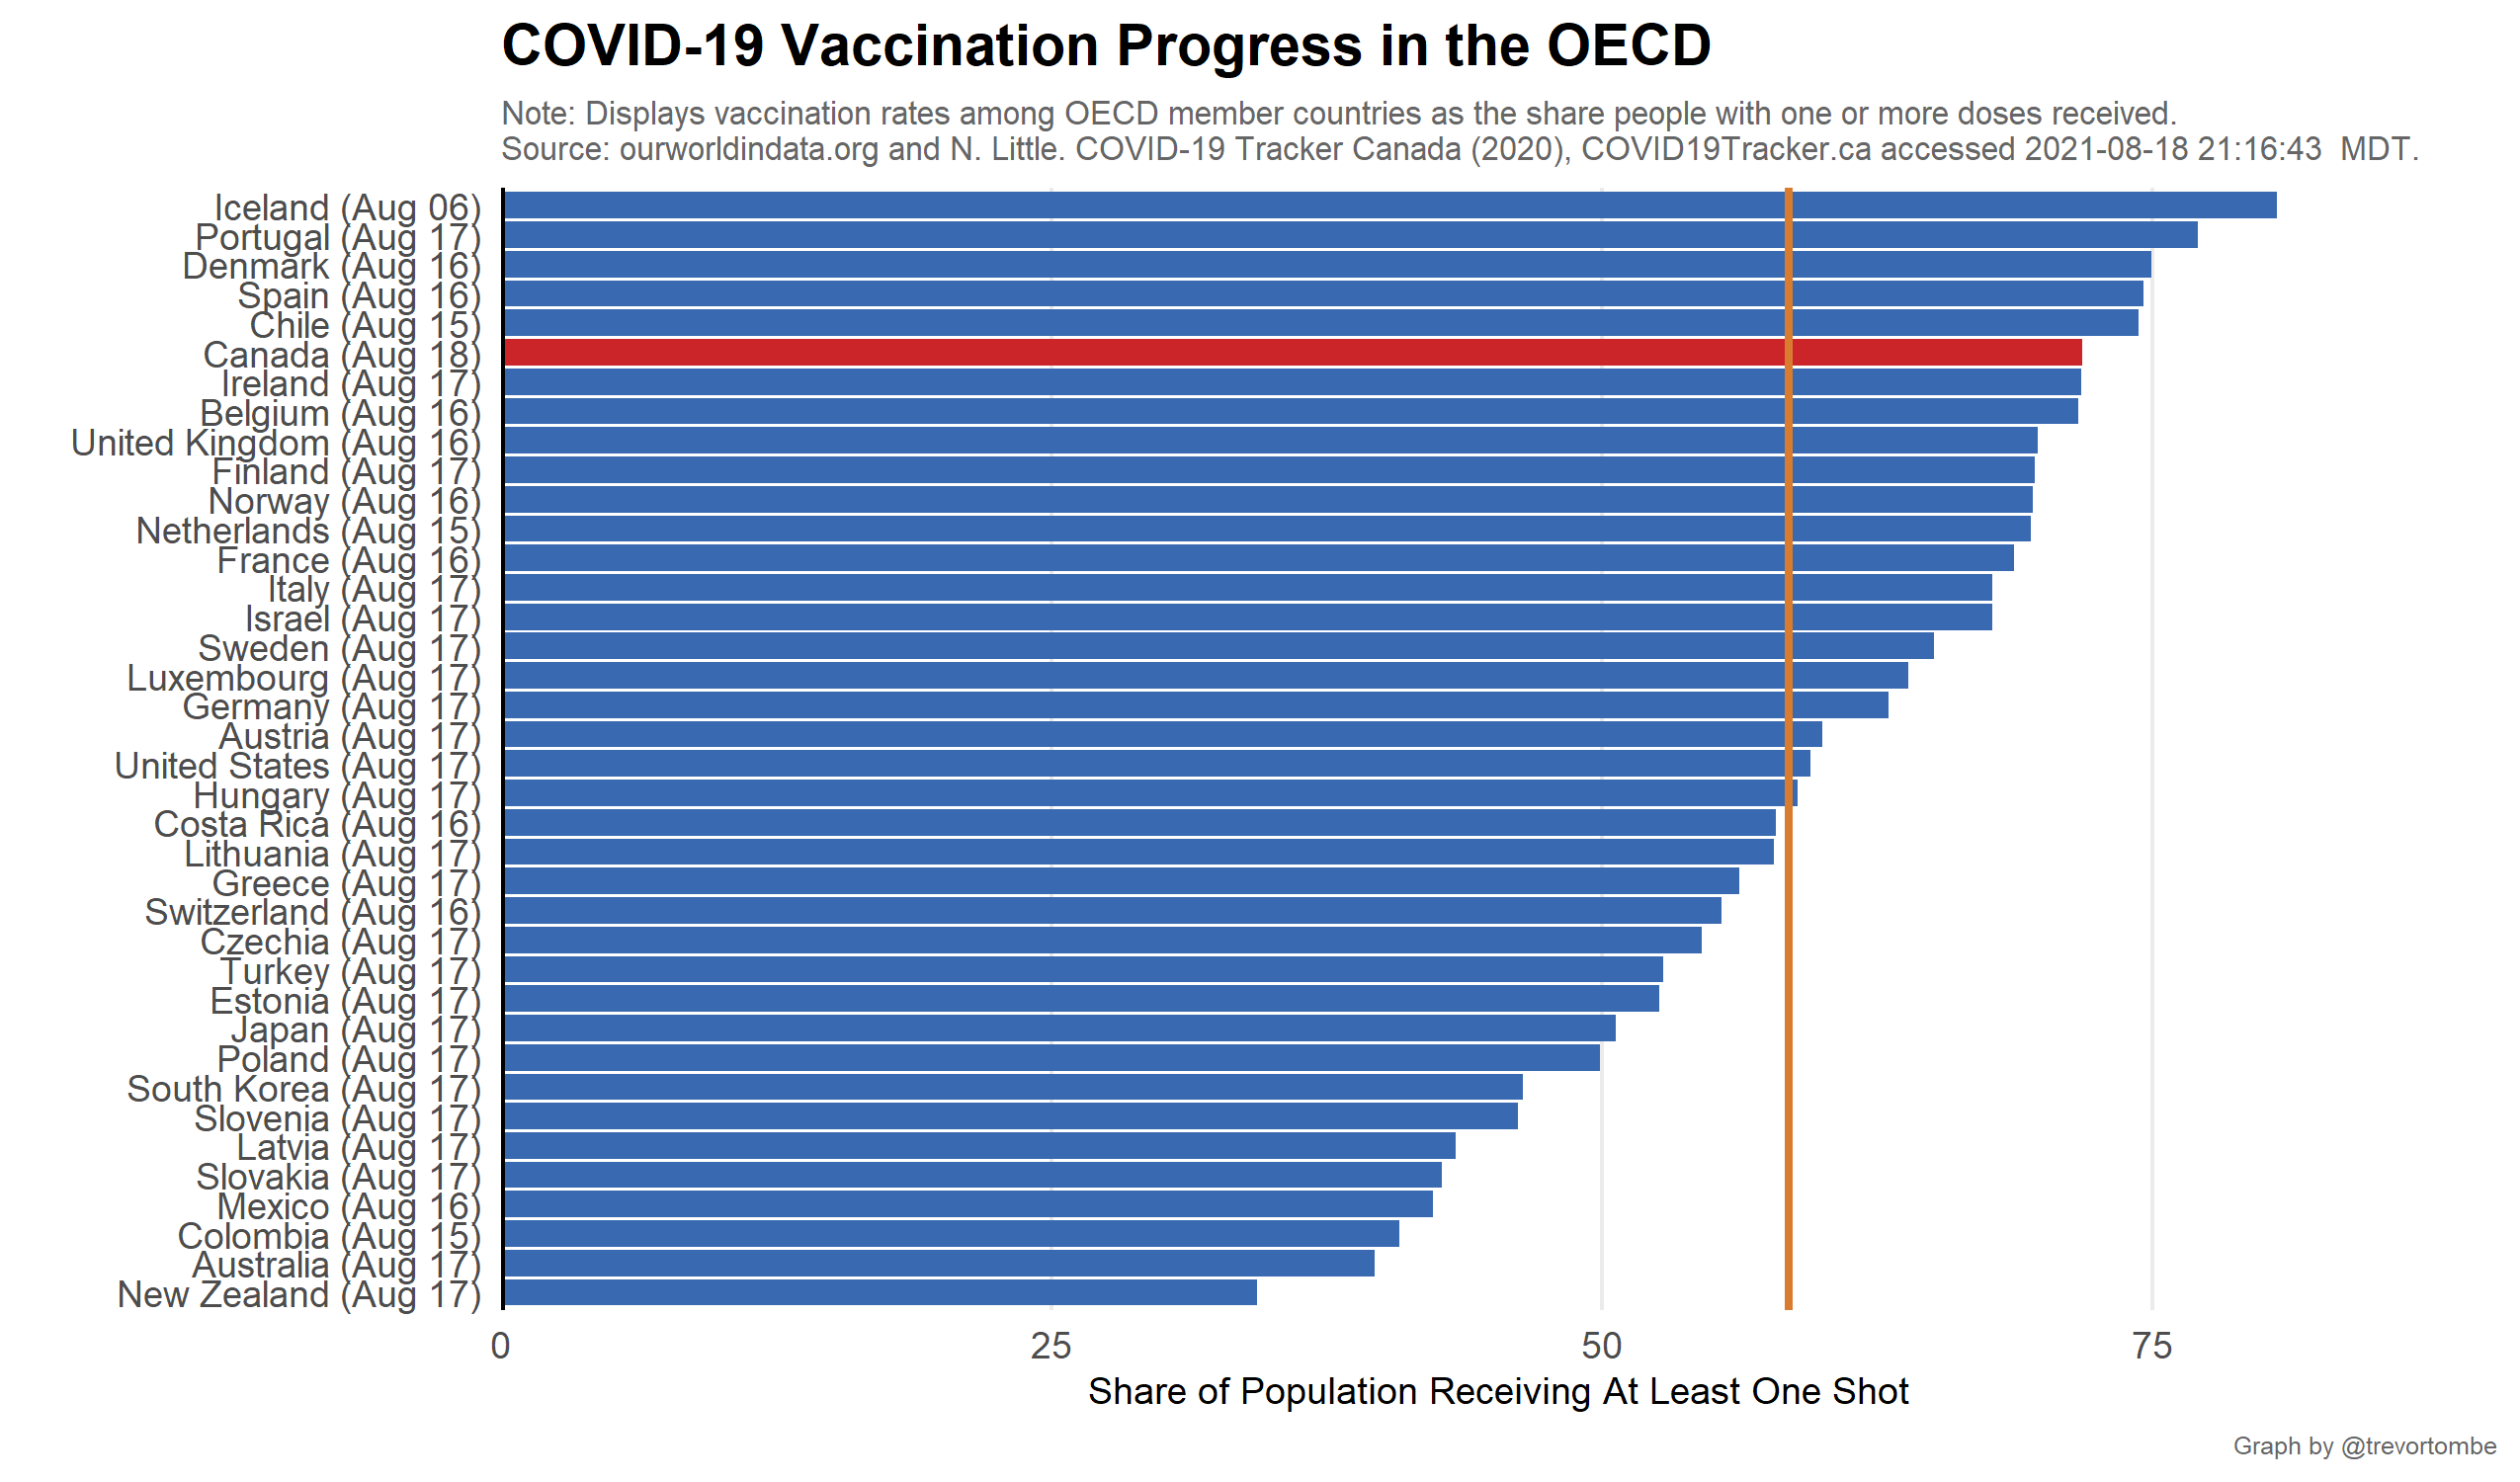 COVID-19 Vaccination Progress in the OECD
Note: Displays vaccination rates among OECD member countries as the share people with one or more doses received.
Source: ourworldindata.org and N. Little. COVID-19 Tracker Canada (2020), COVID19Tracker.ca accessed 2021-08-18 21:16:43  MDT.
Iceland (Aug 06)
Portugal (Aug 17)
Denmark (Aug 16)
Spain (Aug 16)
Chile (Aug 15)
Canada (Aug 18)
Ireland (Aug 17)
Belgium (Aug 16)
United Kingdom (Aug 16)
Finland (Aug 17)
Norway (Aug 16)
Netherlands (Aug 15)
France (Aug 16)
Italy (Aug 17)
Israel (Aug 17)
Sweden (Aug 17)
Luxembourg (Aug 17)
Germany (Aug 17)
Austria (Aug 17)
United States (Aug 17)
Hungary (Aug 17)
Costa Rica (Aug 16)
Lithuania (Aug 17)
Greece (Aug 17)
Switzerland (Aug 16)
Czechia (Aug 17)
Turkey (Aug 17)
Estonia (Aug 17)
Japan (Aug 17)
Poland (Aug 17)
South Korea (Aug 17)
Slovenia (Aug 17)
Latvia (Aug 17)
Slovakia (Aug 17)
Mexico (Aug 16)
Colombia (Aug 15)
Australia (Aug 17)
New Zealand (Aug 17)
0 25 50 75
Share of Population Receiving At Least One Shot
Graph by @trevortombe